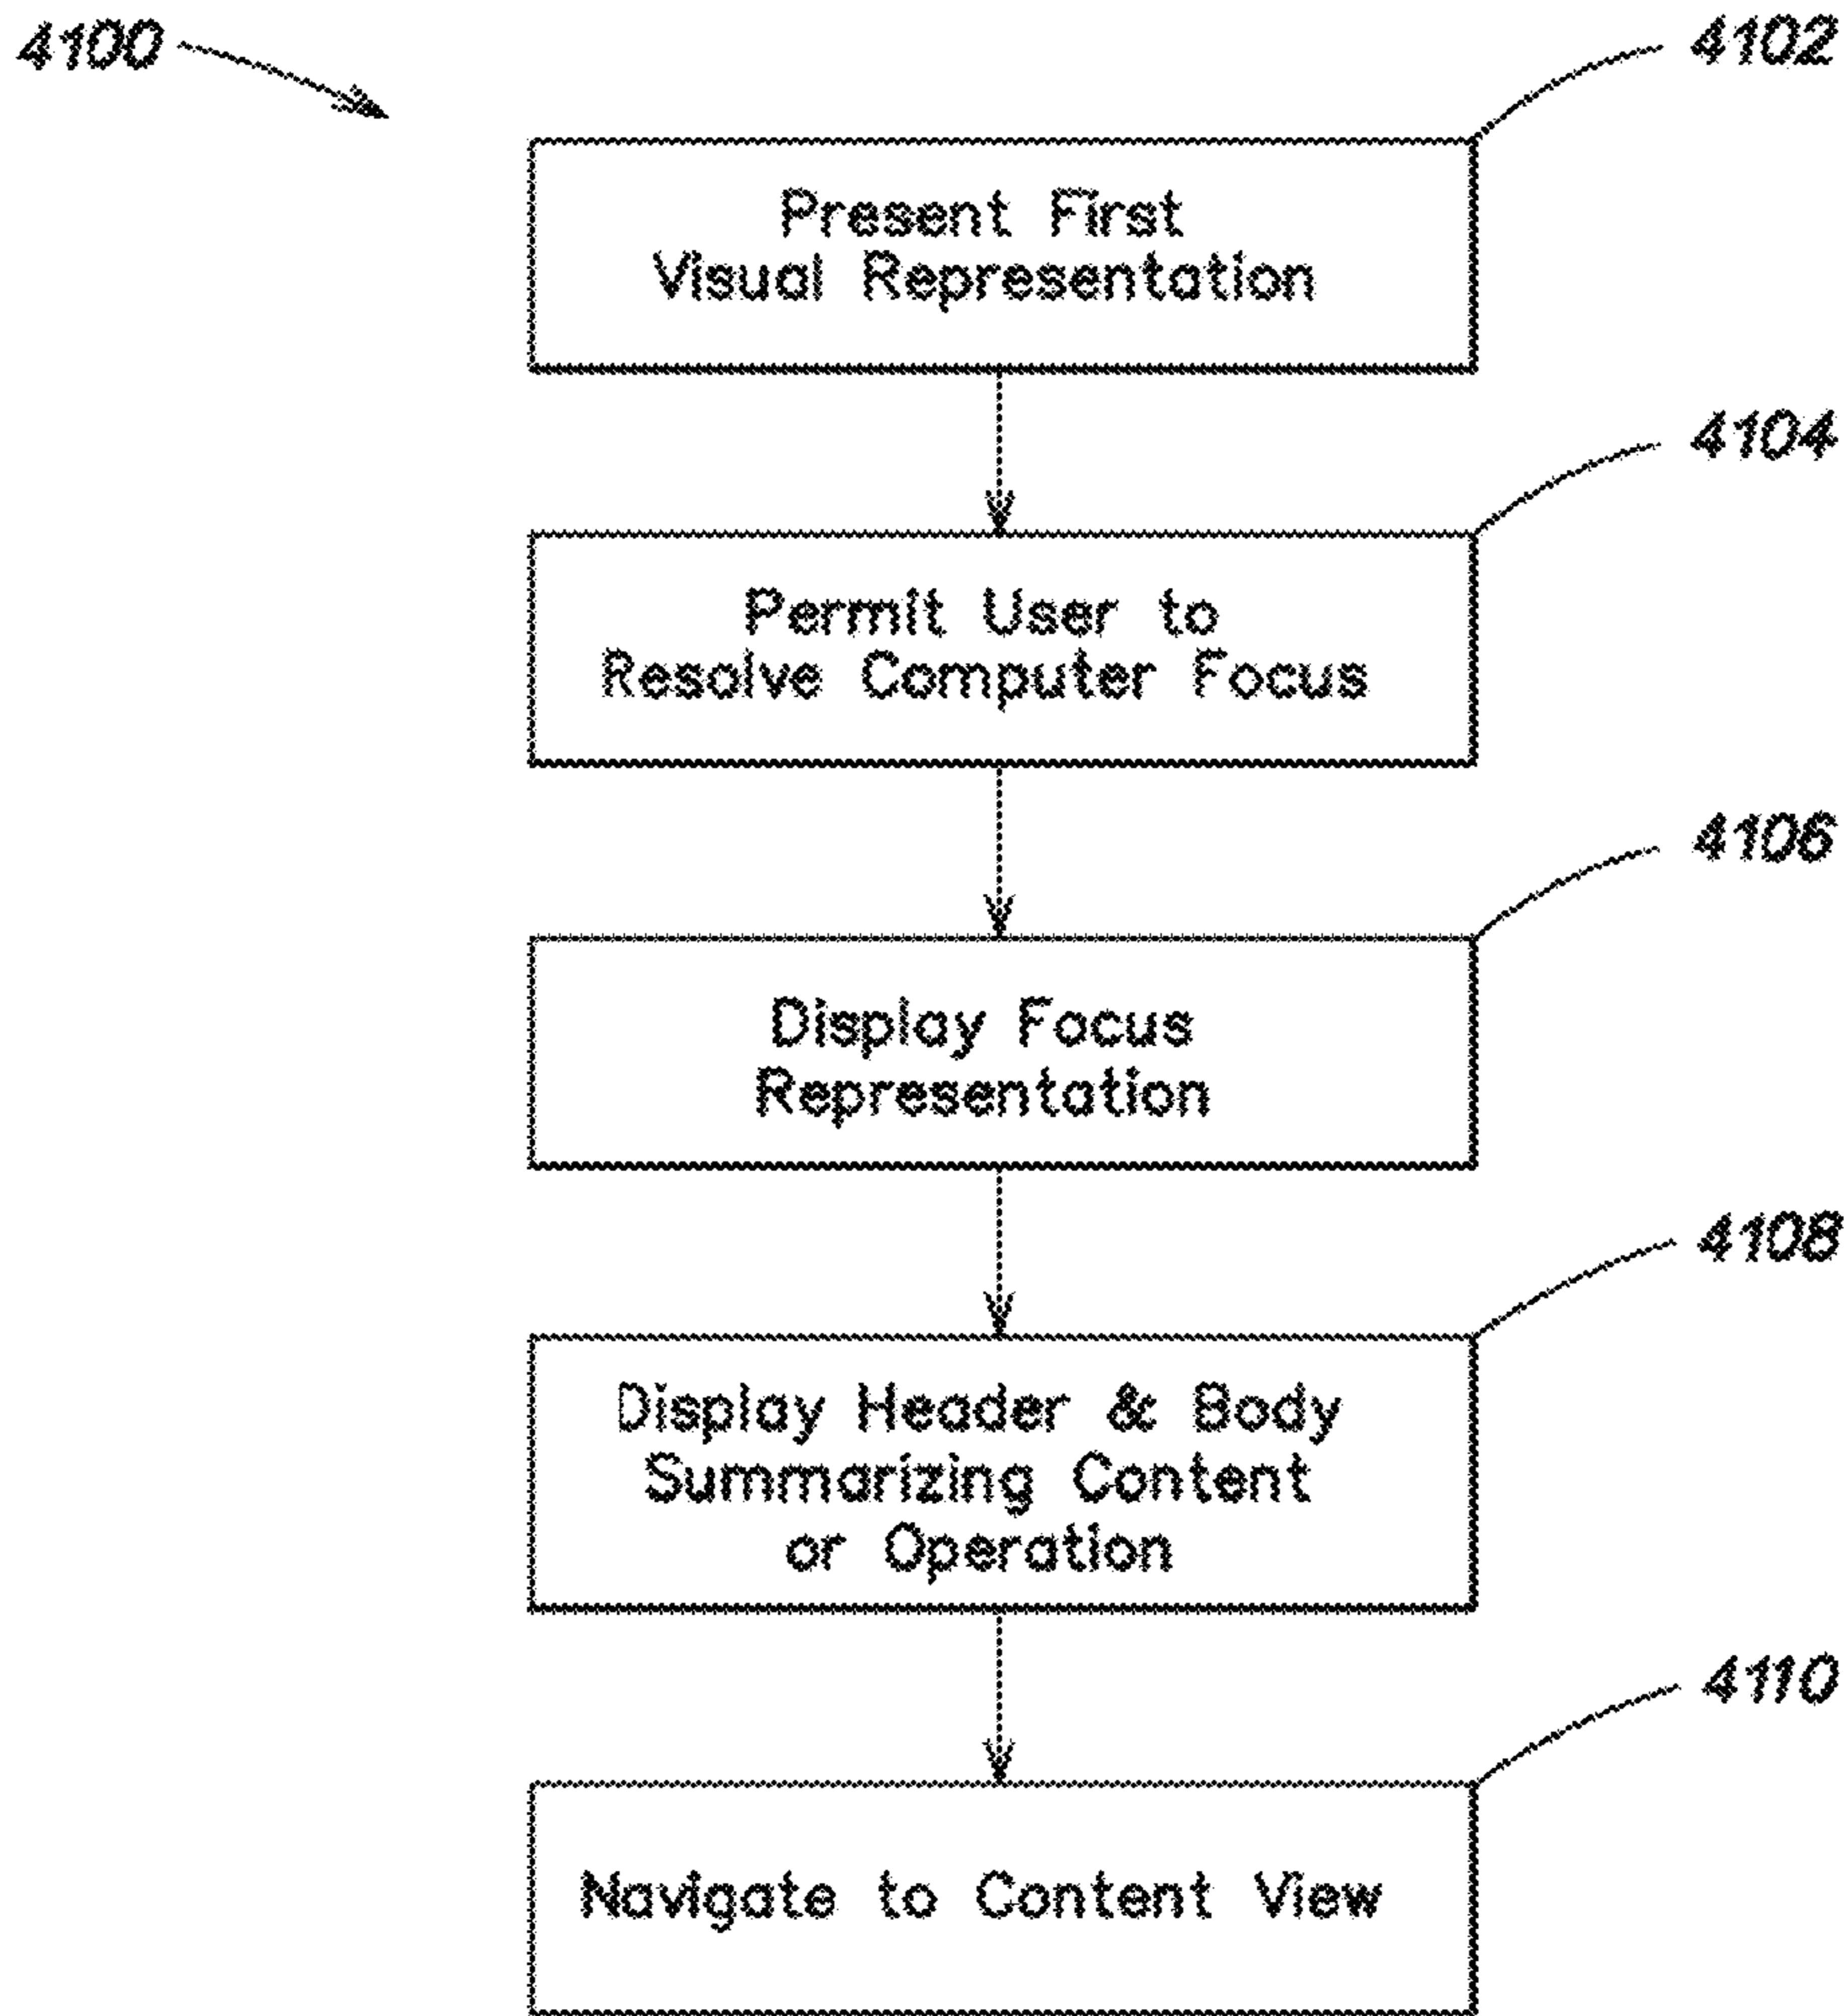 4100
4102
Present First
Visual Representation
4104
Permit User to
Resolve Computer Focus
4106
Display Focus
Representation
4108
Display Header & Body
Summarizing Content
or Operation
4110
Navigate to Content View